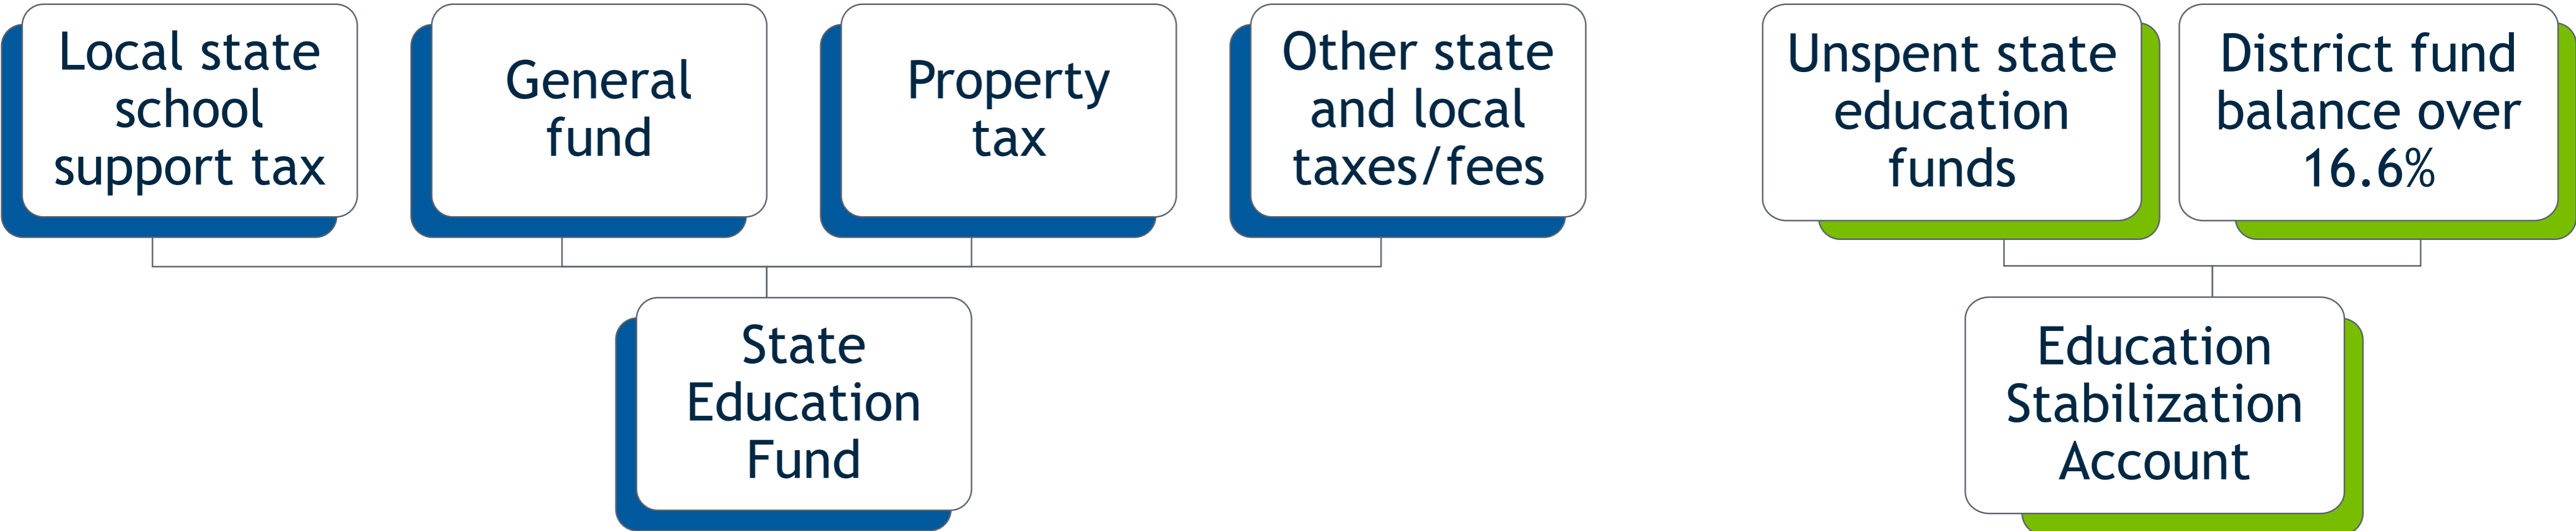 Local state
school
support tax
General
fund
Property
tax
Other state
and local
taxes/fees
Unspent state
education
funds
District fund
balance over
16.6%
State
Education
Fund
Education
Stabilization
Account